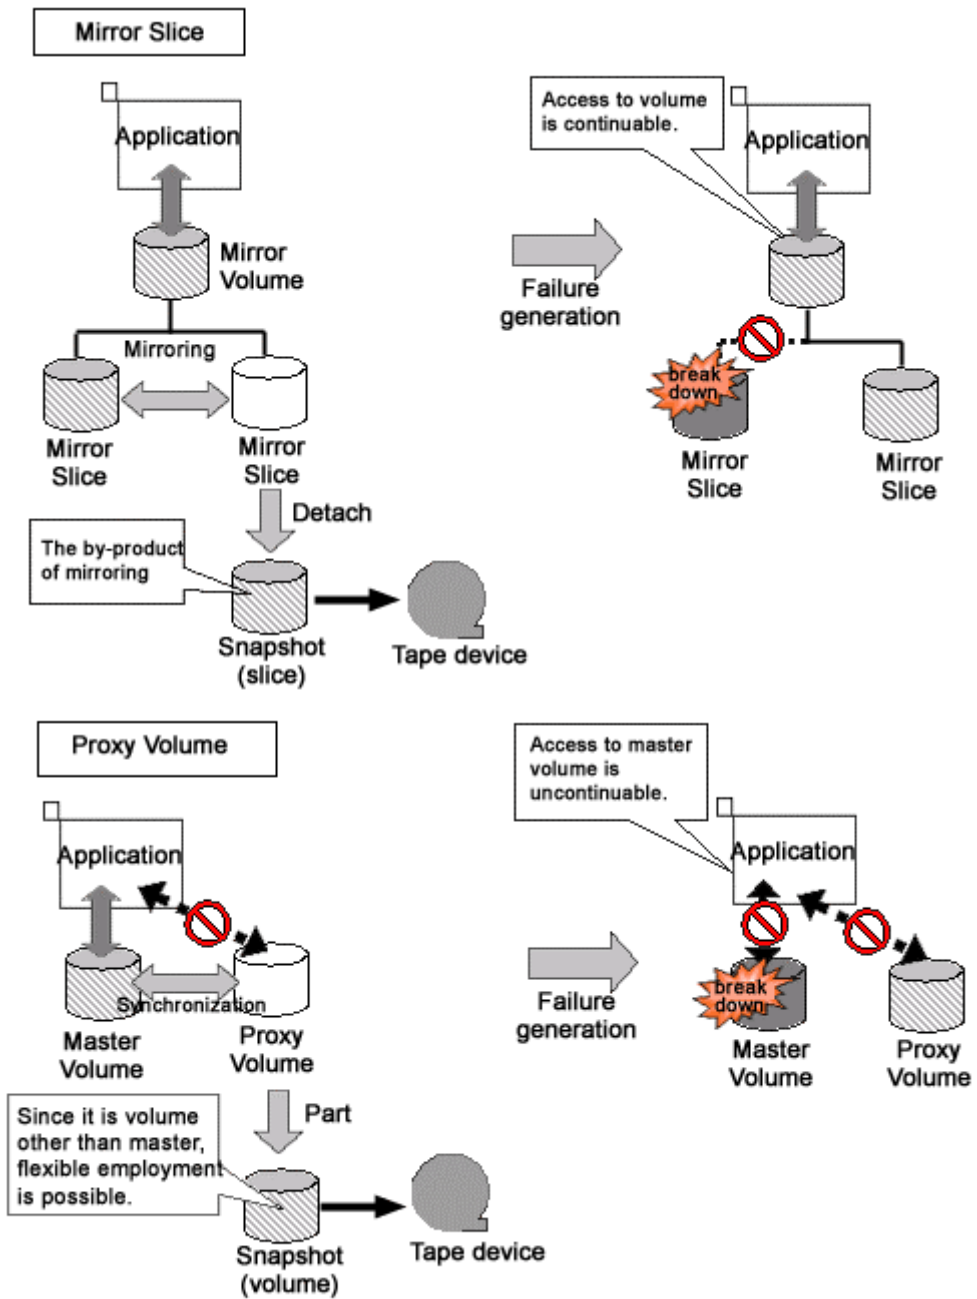 Mirror Slice
Application
Mirror
Volume
Mirroring
Mirror
Slice
Mirror
Slice
Detach
The by-product
of mirroring
Snapshot
(slice)
Tape device
Failure
generation
Access to volume
is continuable.
Application
break
down
Mirror
Slice
Mirror
Slice
Proxy Volume
Application
Synchronization
Master
Volume
Proxy
Volume
Part
Since it is volume
other than master,
flexible employment
is possible.
Snapshot
(volume)
Tape device
Failure
generation
Access to master
volume is
uncontinuable.
Application
break
down
Master
Volume
Proxy
Volume